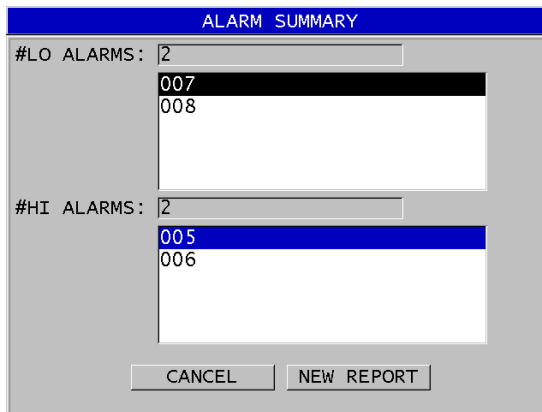 ALARM SUMMARY
#LO ALARMS: 2
007
008
#HI ALARMS: 2
005
006
CANCEL NEW REPORT